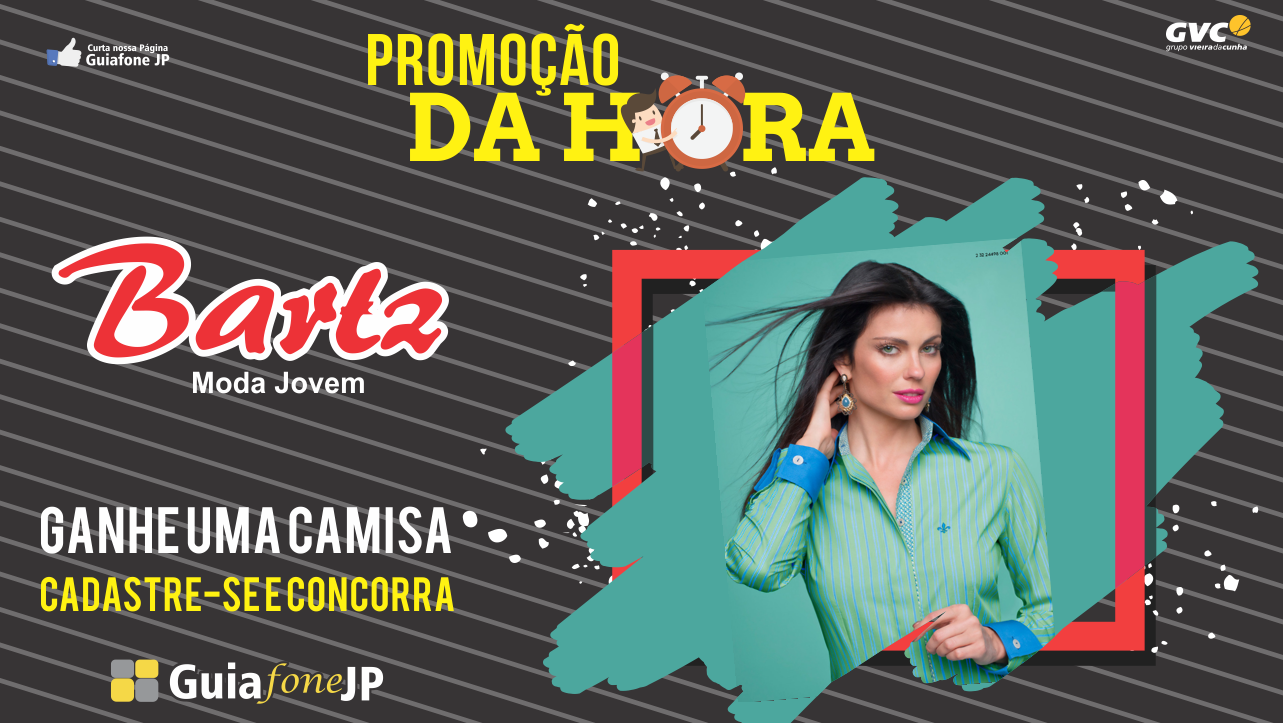 Curta nossa Página
Guiafone JP
PROMOÇÃO
DA HORA
GVC
grupo vieiradacunha
Bartz
Moda Jovem
GANHE UMA CAMISA
CADASTRE-SE E CONCORRA
GuiafoneJP